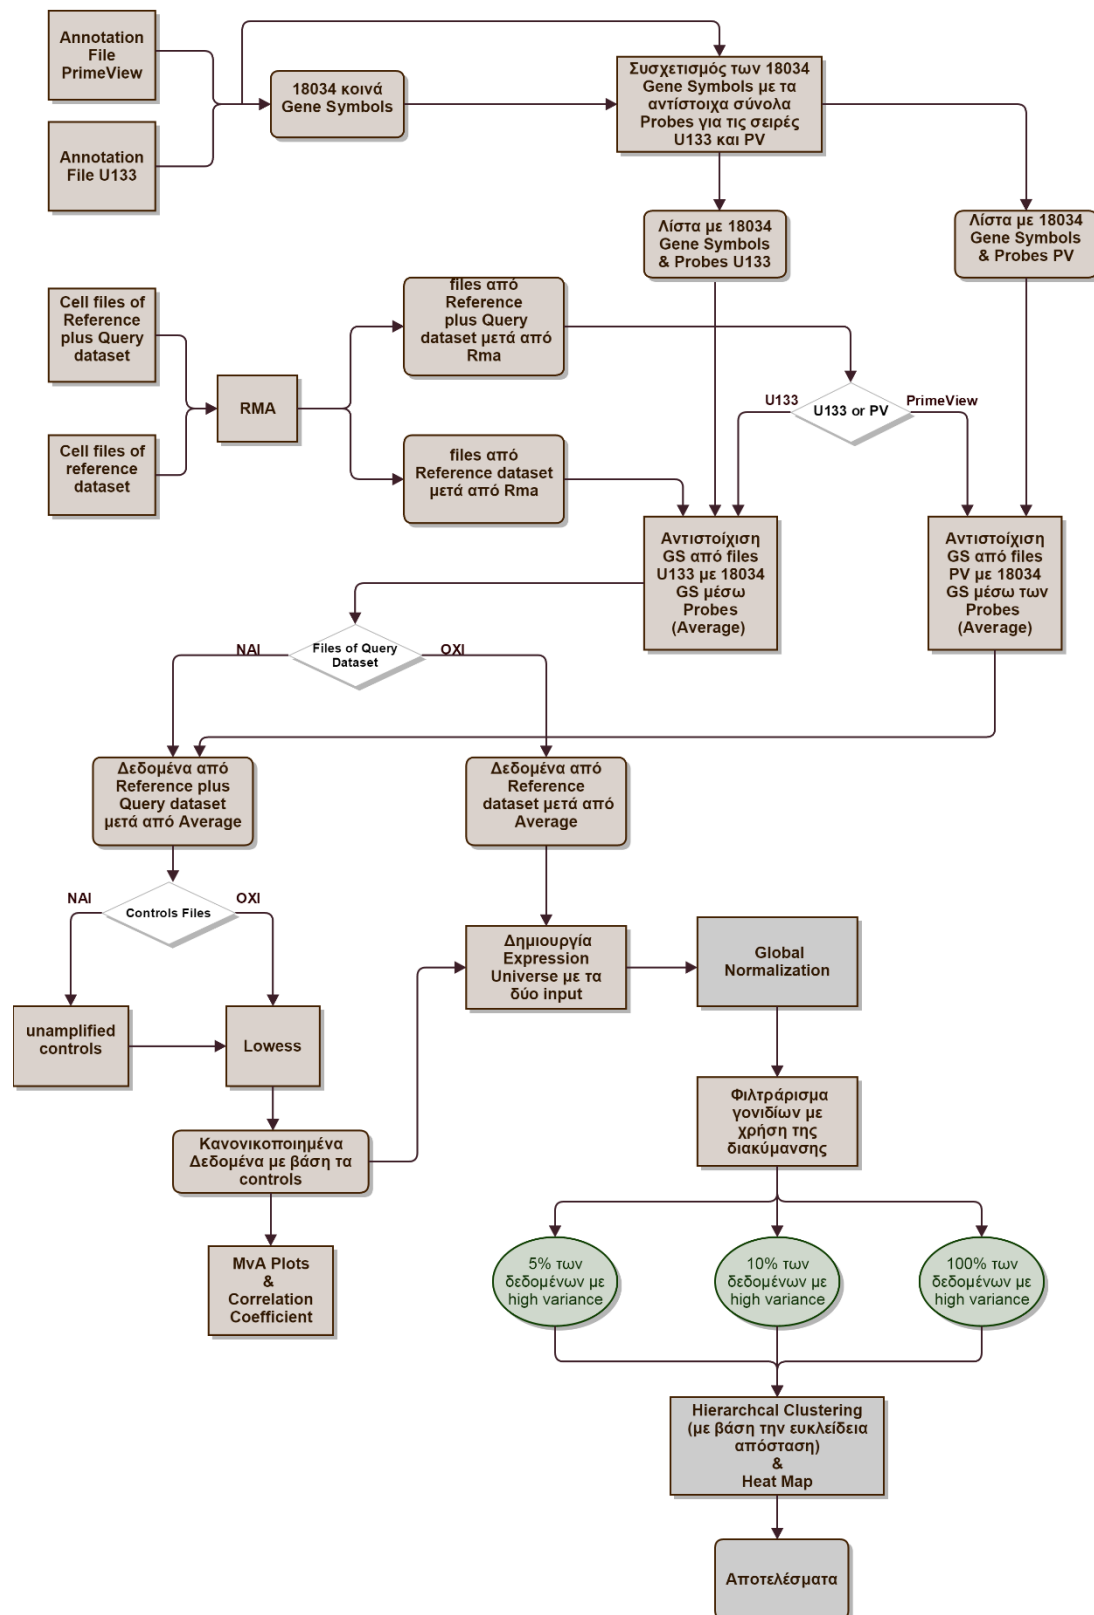 Annotation
File
PrimeView
18034 κοινά
Gene Symbols
Συσχετισμός των 18034
Gene Symbols με τα
αντίστοιχα σύνολα
Probes για τις σειρές
U133 και PV
Annotation
File U133
Λίστα με 18034
Gene Symbols
& Probes U133
Λίστα με 18034
Gene Symbols
& Probes PV
Cell files of
Reference
plus Query
dataset
files από
Reference
plus Query
dataset μετά από
Rma
RMA
U133
U133 or PV
PrimeView
Cell files of
reference
dataset
files από
Reference dataset
μετά από Rma
Αντιστοίχιση
GS από files
U133 με 18034
GS μέσω
Probes
(Average)
Αντιστοίχιση
GS από files
PV με 18034
GS μέσω των
Probes
(Average)
ΝΑΙ
Files of Query
Dataset
ΟΧΙ
Δεδομένα από
Reference plus
Query dataset
μετά από Average
Δεδομένα από
Reference
dataset μετά από
Average
ΝΑΙ
Controls Files
ΟΧΙ
Δημιουργία
Expression
Universe με τα
δύο input
Global
Normalization
unamplified
controls
Lowess
Φιλτράρισμα
γονιδίων με
χρήση της
διακύμανσης
Κανονικοποιημένα
Δεδομένα με βάση τα
controls
MvA Plots
&
Correlation
Coefficient
5% των
δεδομένων με
high variance
10% των
δεδομένων με
high variance
100% των
δεδομένων με
high variance
Hierarchcal Clustering
(με βάση την ευκλείδεια
απόσταση)
&
Heat Map
Αποτελέσματα